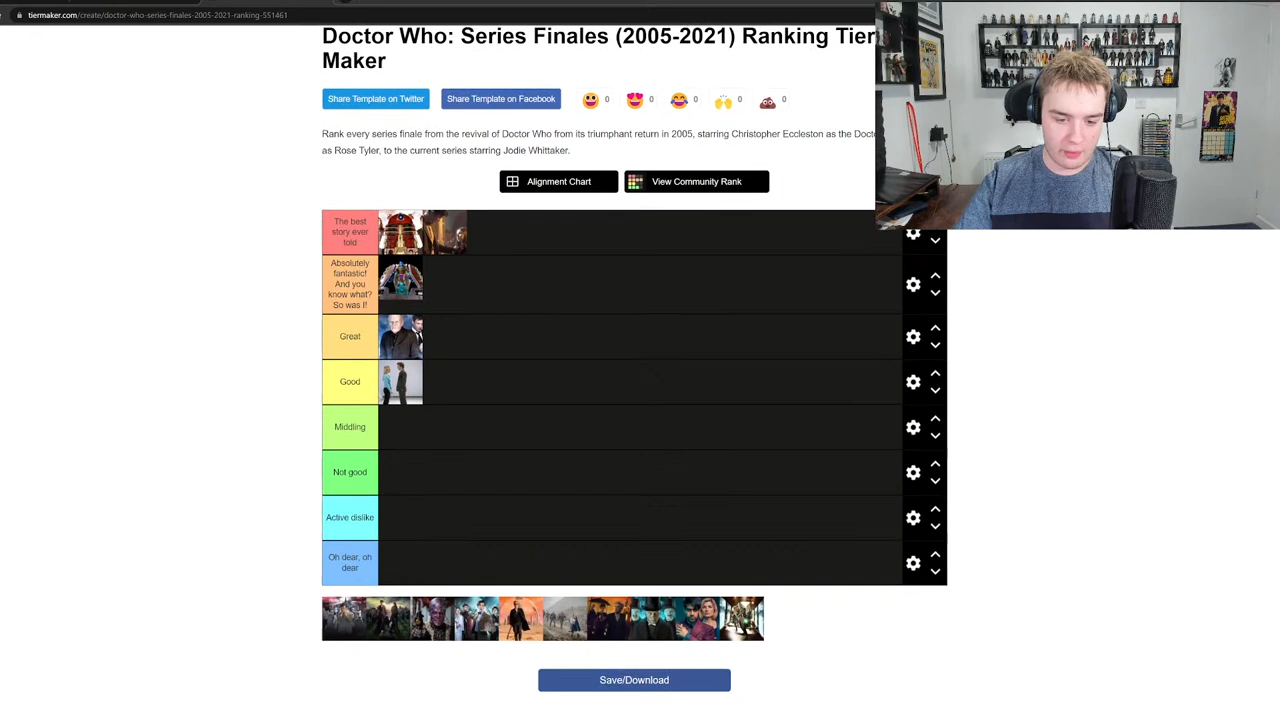 tiermaker.com/create/doctor-who-series-finales-2005-2021-ranking-551461
Doctor Who: Series Finales (2005-2021) Ranking Tier
Maker
Share Template on Twitter
Share Template on Facebook
0
0
0
0
0
Rank every series finale from the revival of Doctor Who from its triumphant return in 2005, starring Christopher Eccleston as the
as Rose Tyler, to the current series starring Jodie Whittaker.
Alignment Chart
View Community Rank
The best
story ever
told
Absolutely
fantastic!
And you
know what?
So was I!
Great
Good
Middling
Not good
Active dislike
Oh dear, oh
dear
Save/Download